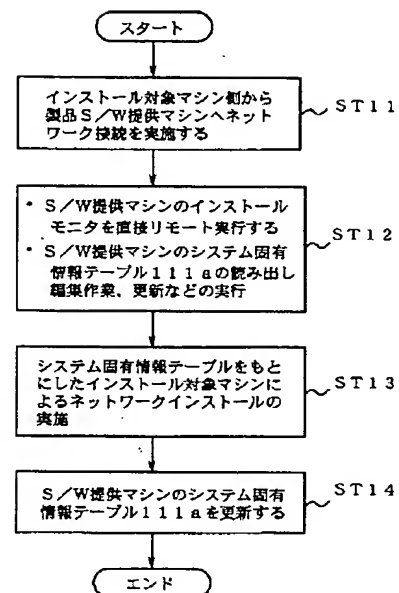 スタート
インストール対象マシン側から
製品S/W提供マシンへネット
ワーク接続を実施する
ST11
・ S/W提供マシンのインストール
モニタを直接リモート実行する
・ S/W提供マシンのシステム固有
情報テーブル111aの読み出し
編集作業、更新などの実行
ST12
システム固有情報テーブルをもと
にしたインストール対象マシンに
よるネットワークインストールの
実施
ST13
S/W提供マシンのシステム固有
情報テーブル111aを更新する
ST14
エンド